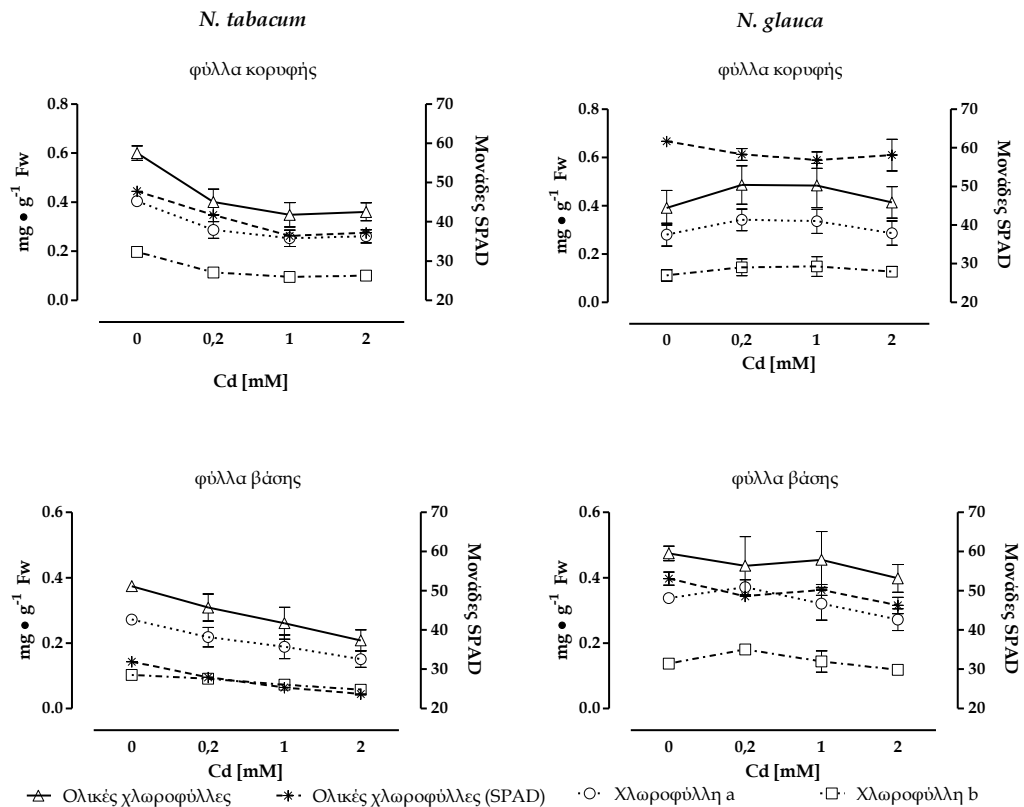 N. tabacum
N. glauca
φύλλα κορυφής
φύλλα κορυφής
mg ● g-1 Fw
0.8
0.6
0.4
0.2
0.0
70
60
50
40
30
20
Μονάδες SPAD
0 0,2 1 2
Cd [mM]
mg ● g-1 Fw
0.8
0.6
0.4
0.2
0.0
70
60
50
40
30
20
Μονάδες SPAD
0 0,2 1 2
Cd [mM]
φύλλα βάσης
φύλλα βάσης
mg ● g-1 Fw
0.6
0.4
0.2
0.0
70
60
50
40
30
20
Μονάδες SPAD
0 0,2 1 2
Cd [mM]
mg ● g-1 Fw
0.6
0.4
0.2
0.0
70
60
50
40
30
20
Μονάδες SPAD
0 0,2 1 2
Cd [mM]
Ολικές χλωροφύλλες Ολικές χλωροφύλλες (SPAD) Χλωροφύλλη a Χλωροφύλλη b